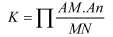 K = ∏ AM.An / MN